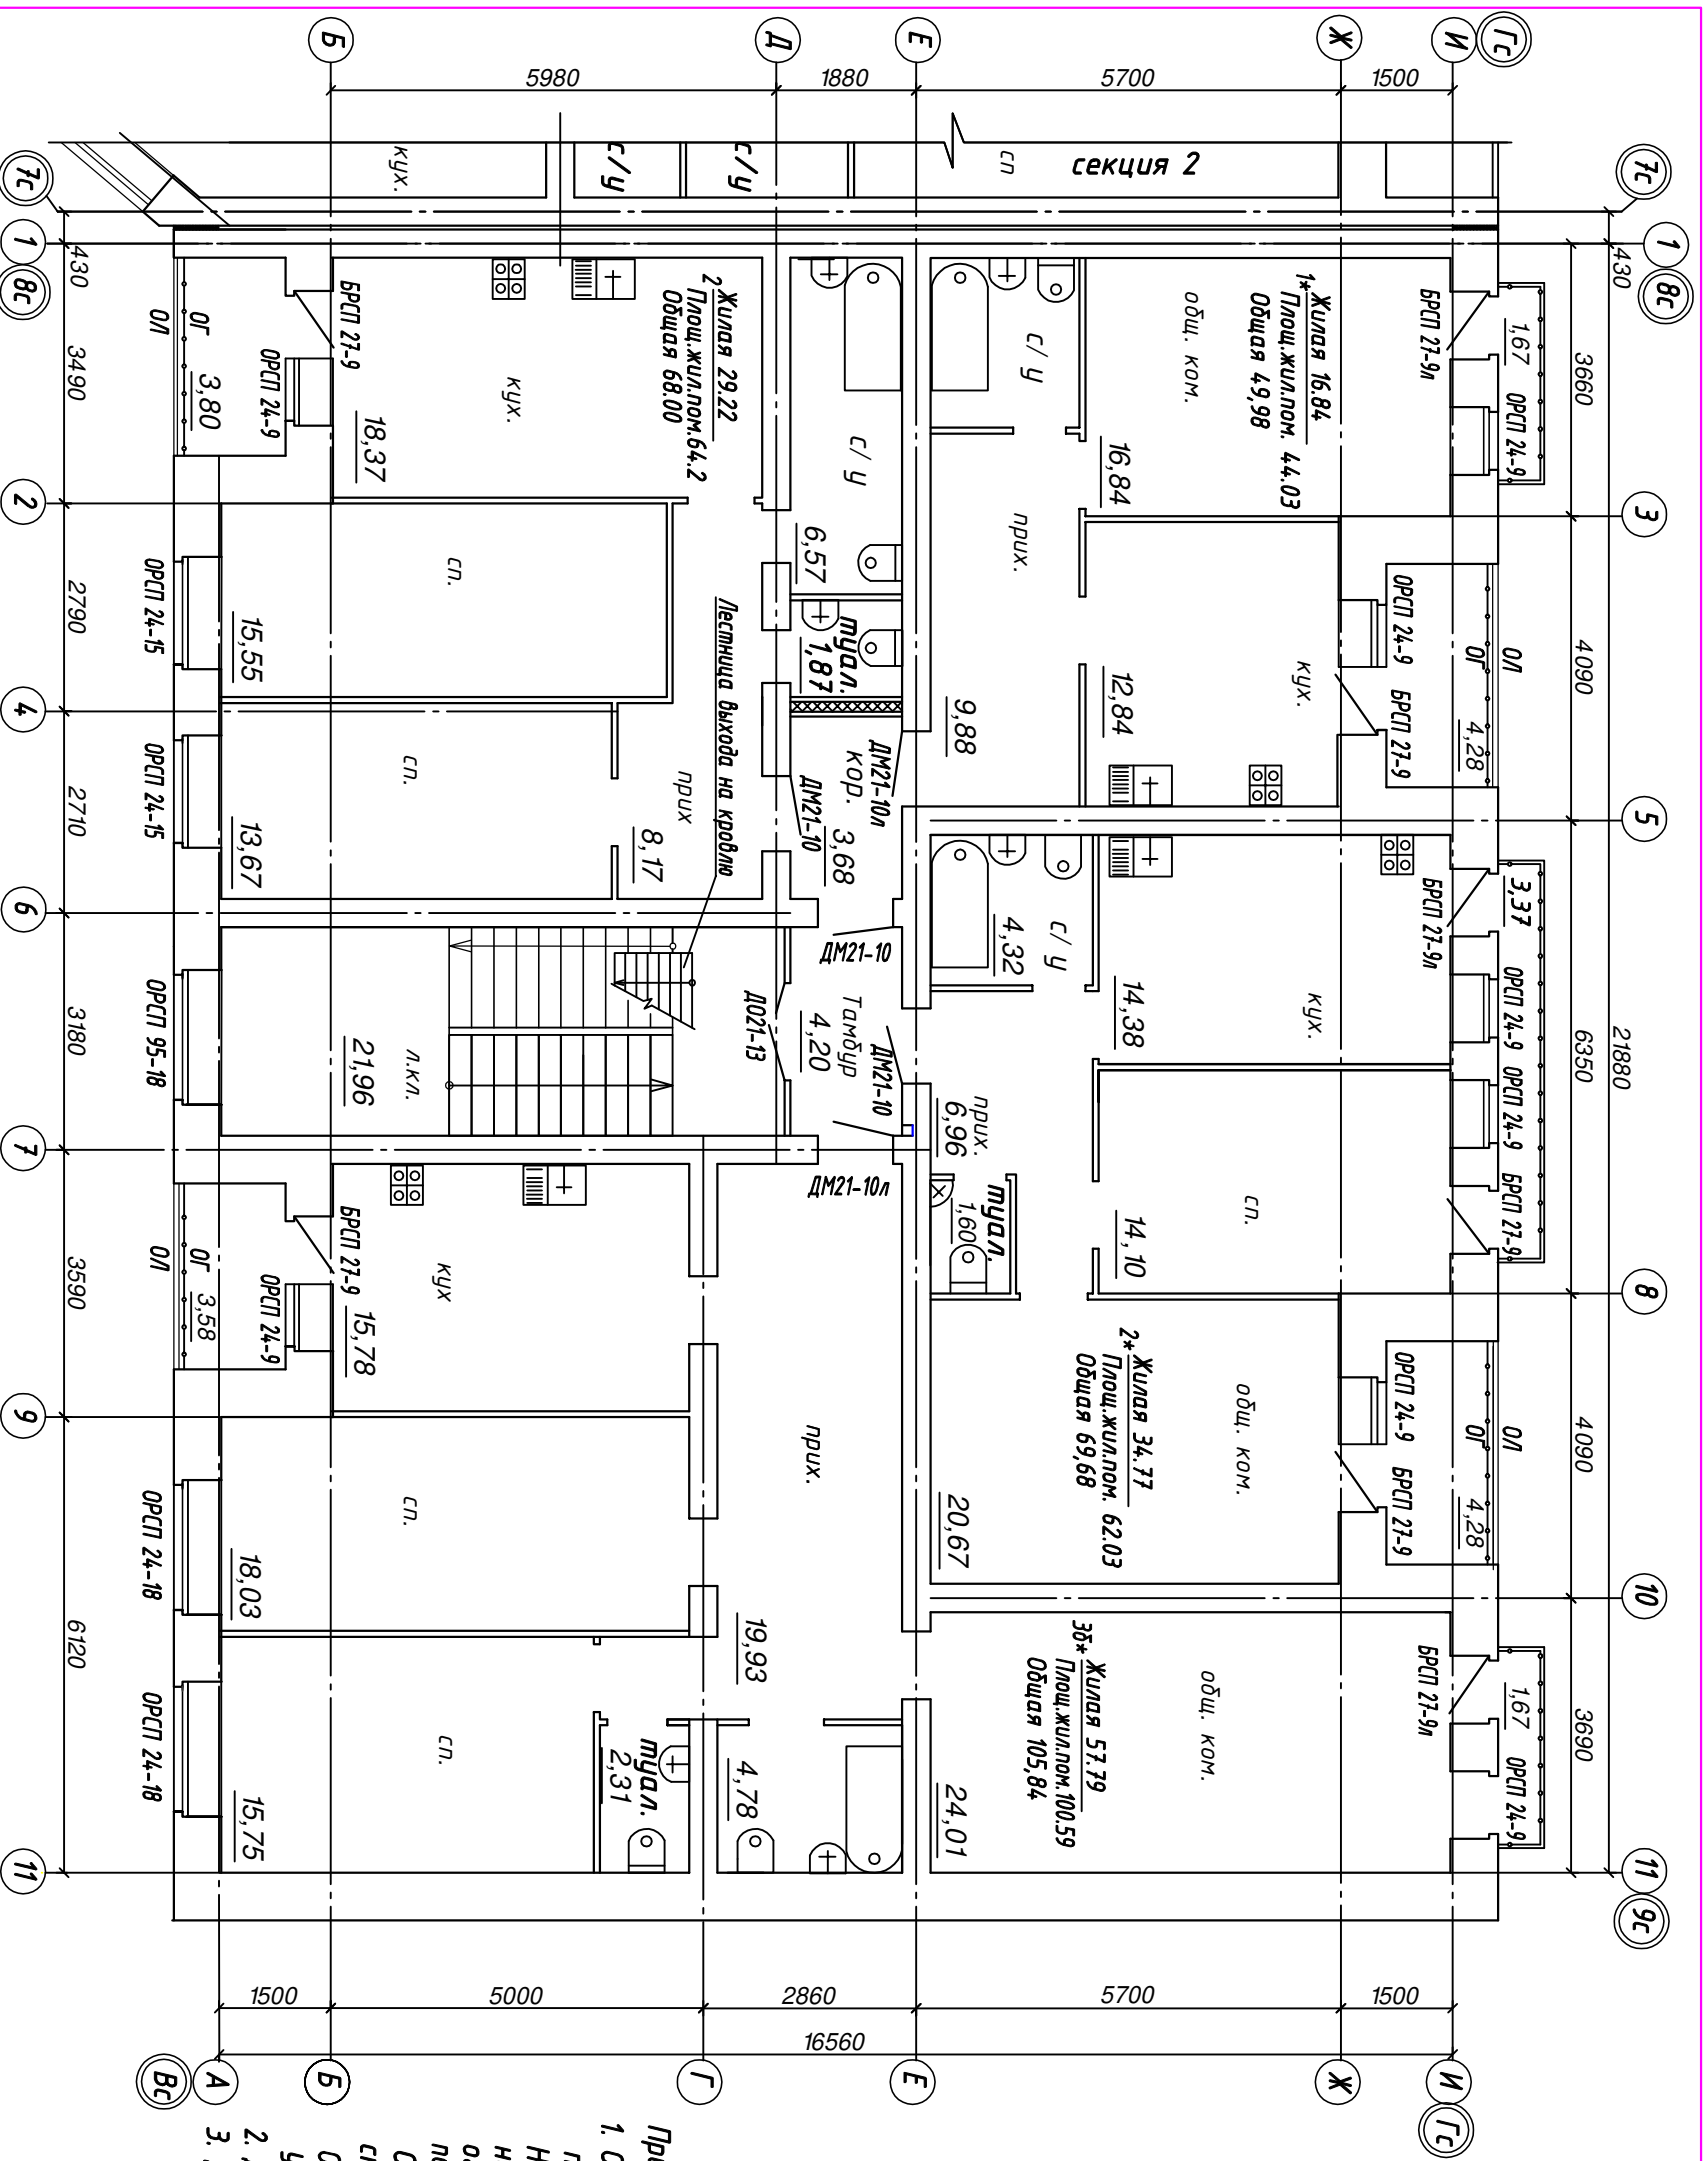 Б
Д
Е
Ж
И
Гс
5980
1880
5700
1500
7с
1
8с
7с
1
8с
кух.
с/у
с/у
сп
секция 2
430
430
3490
2790
2710
3180
3590
6120
2
4
6
7
9
11
3660
4090
6350
4090
3690
21880
3
5
8
10
11
9с
1* Жилая 16.84
Площ.жил.пом. 44.03
Общая 49,98
общ. ком.
16,84
с/у
прих.
9,88
кух.
12,84
БРСП 27-9л
1,67
ОРСП 24-9
ОРСП 24-9
ОЛ
ОГ
БРСП 27-9
4,28
2 Жилая 29.22
Площ.жил.пом.64.2
Общая 68.00
кух.
18,37
БРСП 27-9
ОРСП 24-9
ОГ
ОЛ
3,80
с/у
6,57
туал.
1,87
сп.
15,55
ОРСП 24-15
сп.
13,67
ОРСП 24-15
прих
8,17
Лестница выхода на кровлю
кор.
3,68
ДМ21-10л
ДМ21-10
ДМ21-10
Тамбур
4,20
ДМ21-10
ДО21-13
ДМ21-10л
л.кл.
21,96
ОРСП 95-18
с/у
4,32
кух.
14,38
БРСП 27-9л
3,37
ОРСП 24-9
ОРСП 24-9
БРСП 27-9
прих.
6,96
туал.
1,60
сп.
14,10
2* Жилая 34.77
Площ.жил.пом. 62.03
Общая 69,68
общ. ком.
20,67
ОРСП 24-9
ОЛ
ОГ
БРСП 27-9
4,28
3б* Жилая 57.79
Площ.жил.пом.100.59
Общая 105,84
общ. ком.
24,01
БРСП 27-9л
1,67
ОРСП 24-9
кух
15,78
БРСП 27-9
ОРСП 24-9
ОГ
ОЛ
3,58
сп.
18,03
ОРСП 24-18
прих.
19,93
сп.
15,75
ОРСП 24-18
туал.
2,31
4,78
1500
5000
2860
5700
1500
16560
Вс
А
Б
Г
Е
Ж
И
Гс
1.
2.
3.